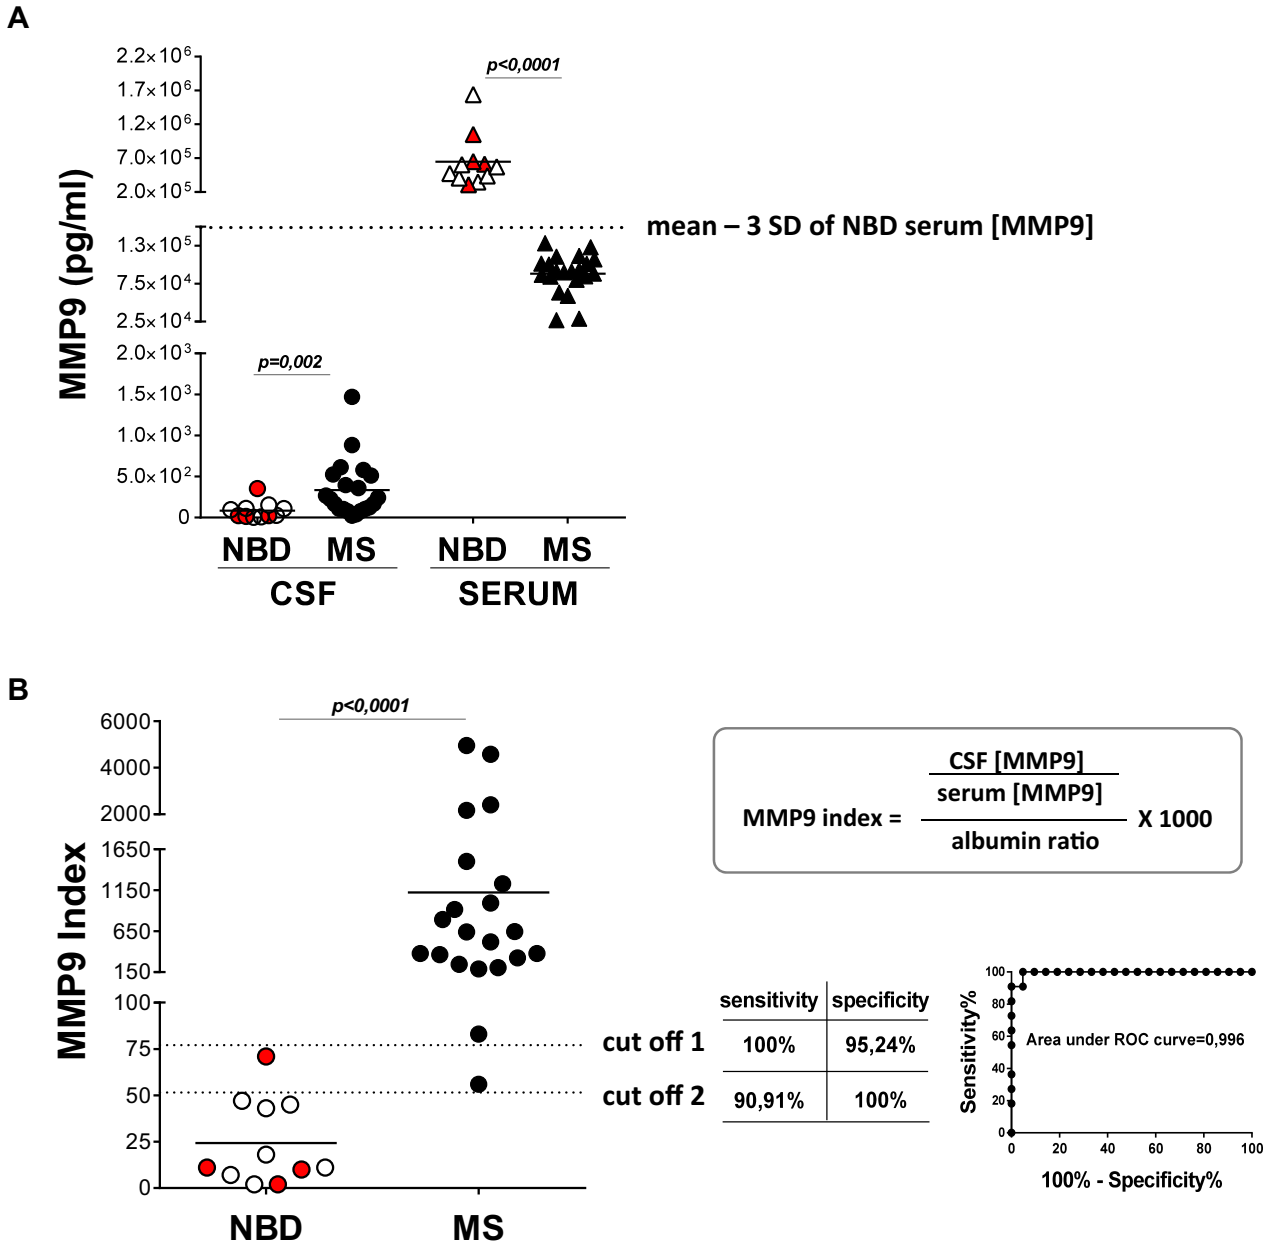 A
MMP9 (pg/ml)
2.2×10⁶
1.7×10⁶
1.2×10⁶
7.0×10⁵
2.0×10⁵
1.3×10⁵
7.5×10⁴
2.5×10⁴
2.0×10³
1.5×10³
1.0×10³
5.0×10²
0
p<0,0001
mean – 3 SD of NBD serum [MMP9]
p=0,002
NBD MS NBD MS
CSF SERUM
B
MMP9 Index
6000
4000
2000
1650
1150
650
150
100
75
50
25
0
p<0,0001
NBD MS
cut off 1
cut off 2
MMP9 index =
CSF [MMP9]
serum [MMP9]
albumin ratio
X 1000
sensitivity specificity
100% 95,24%
90,91% 100%
Sensitivity%
100
80
60
40
20
0
Area under ROC curve=0,996
0 20 40 60 80 100
100% - Specificity%